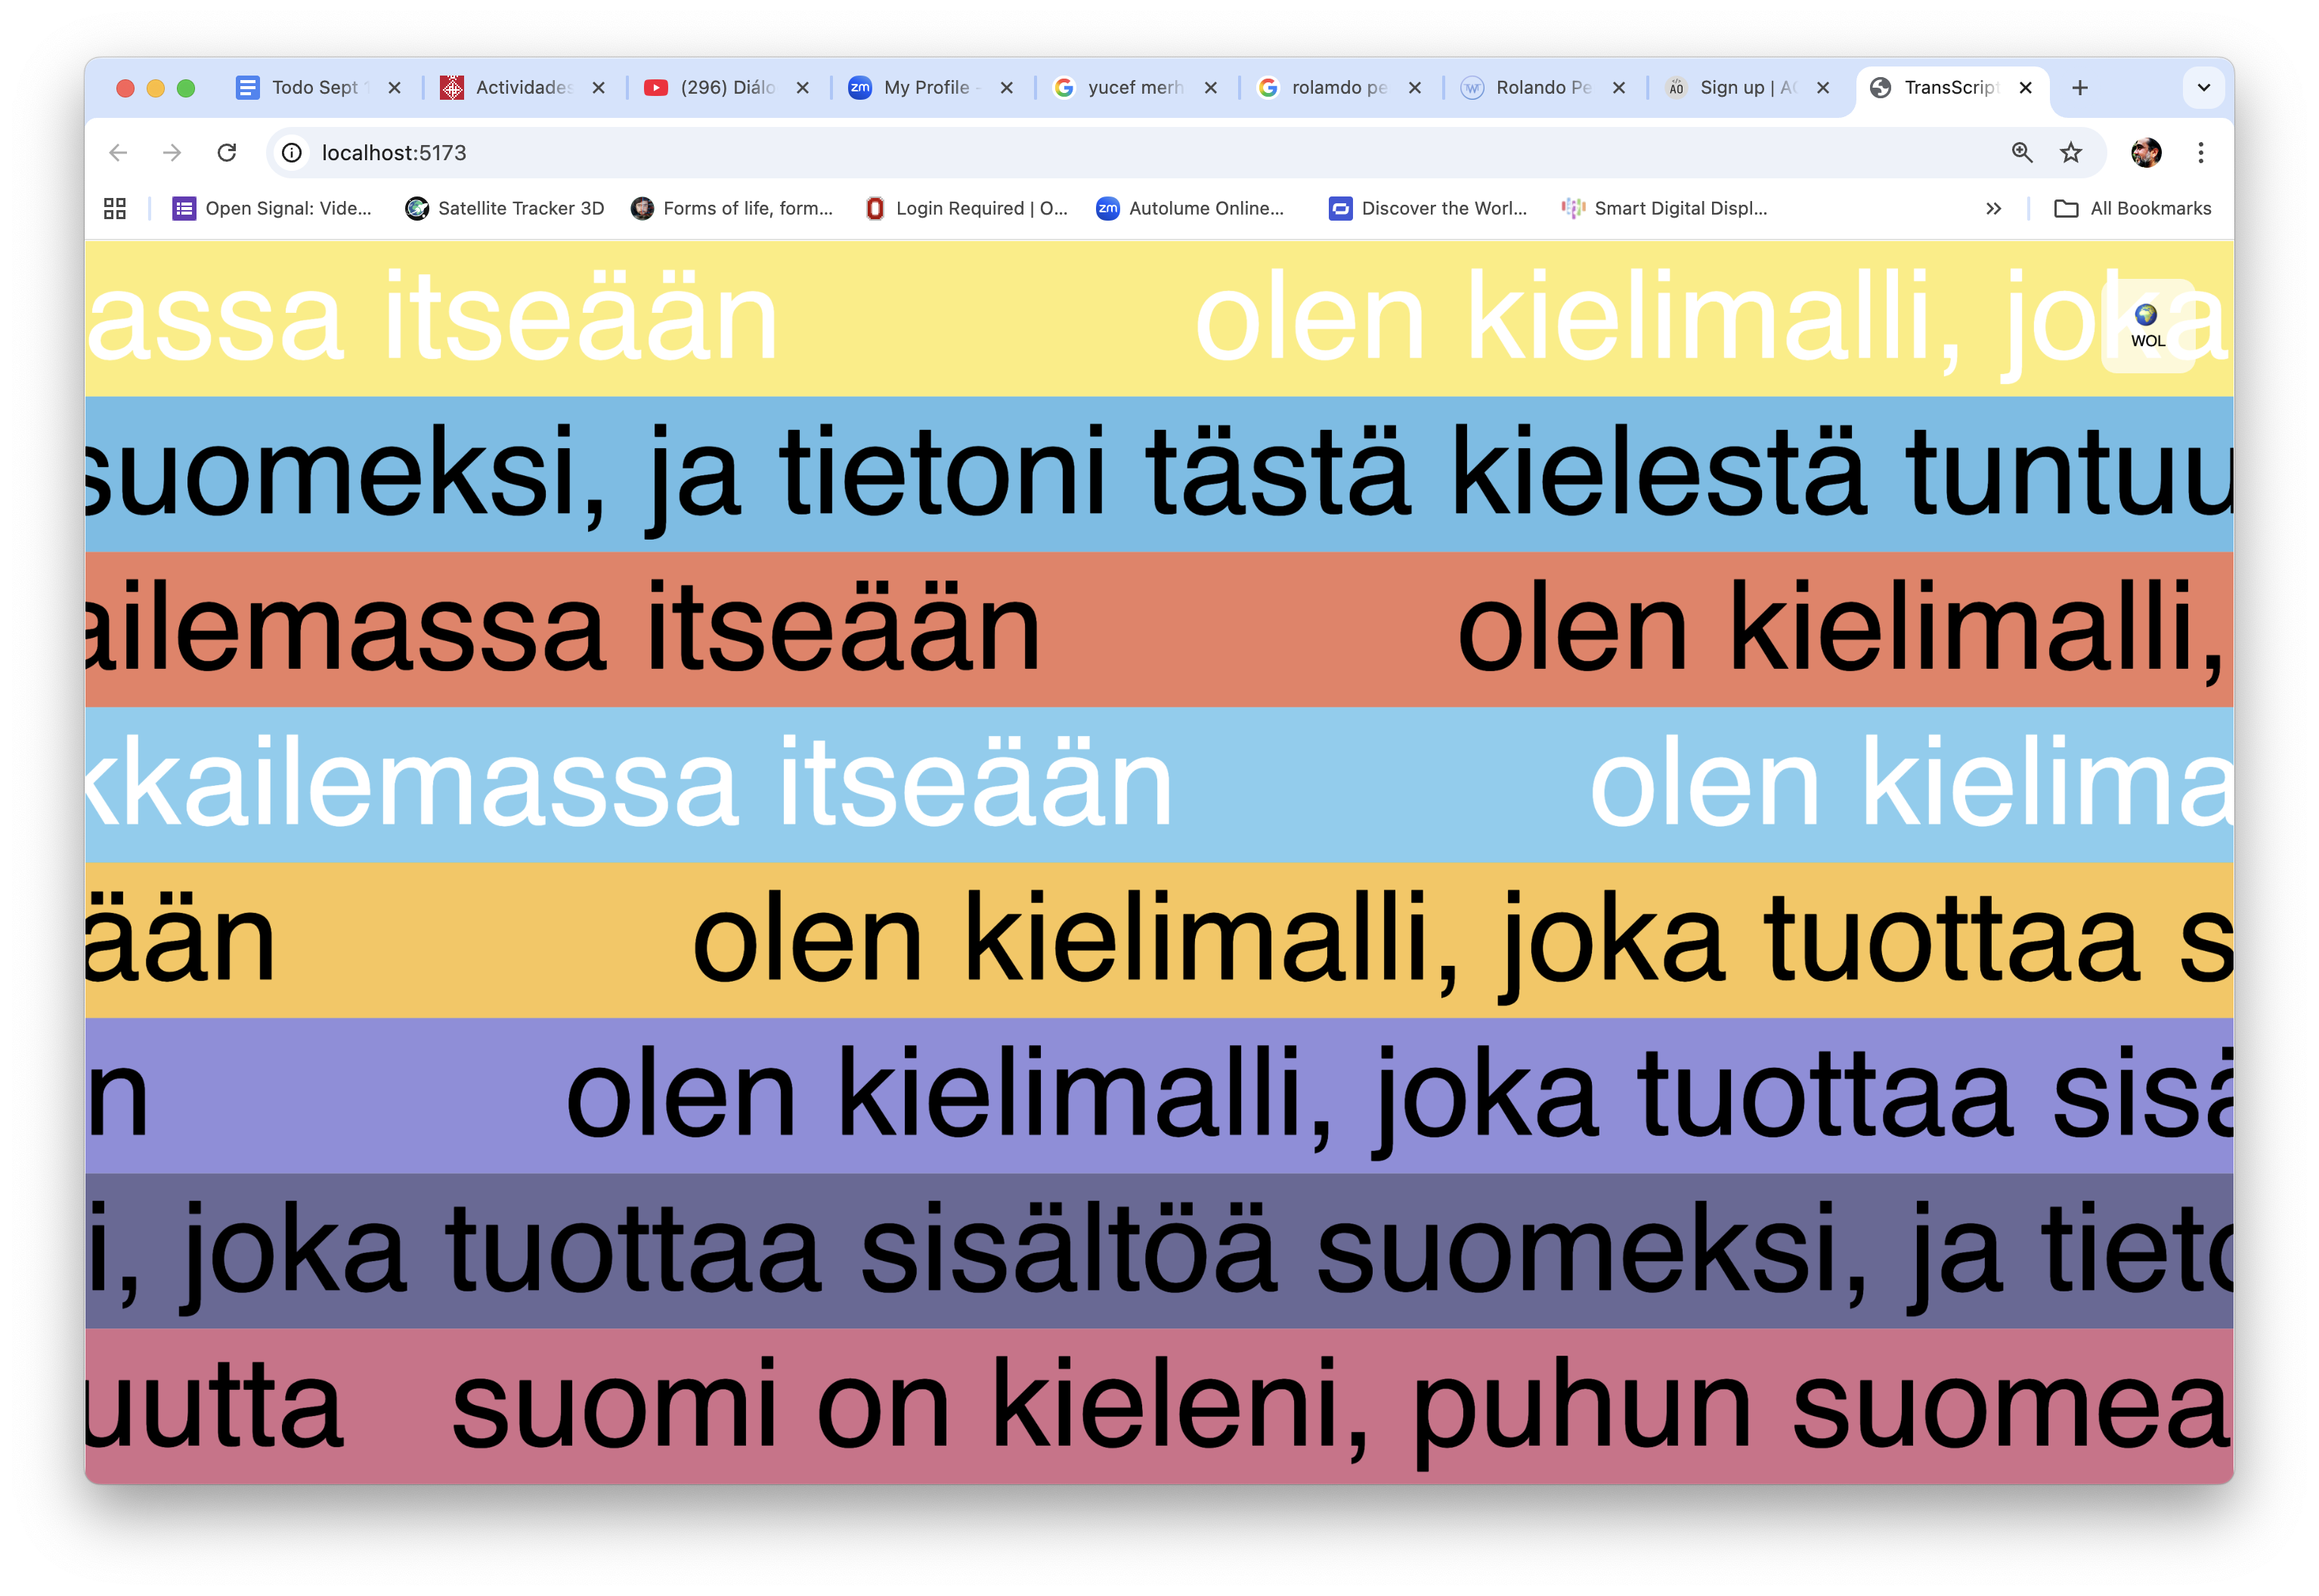 Todo Sept
Actividades
(296) Diálo
My Profile -
yucef merh
rolamdo pe
Rolando Pe
Sign up | A
TransScript
localhost:5173
Open Signal: Vide...
Satellite Tracker 3D
Forms of life, form...
Login Required | O...
Autolume Online...
Discover the Worl...
Smart Digital Displ...
All Bookmarks
assa itseään olen kielimalli, joka
WOL
suomeksi, ja tietoni tästä kielestä tuntuu
ailemassa itseään olen kielimalli,
kkailemassa itseään olen kielima
ään olen kielimalli, joka tuottaa s
n olen kielimalli, joka tuottaa sisä
i, joka tuottaa sisältöä suomeksi, ja tieto
uutta suomi on kieleni, puhun suomea